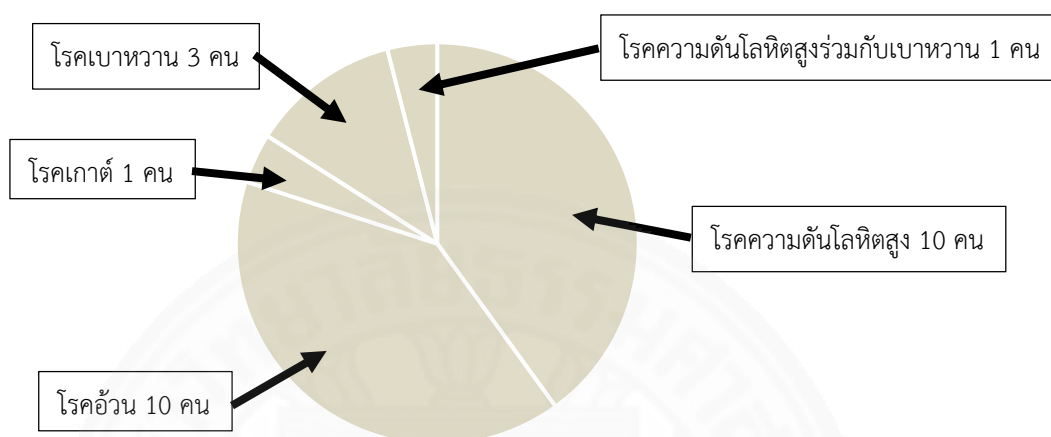 โรคเบาหวาน 3 คน
โรคความดันโลหิตสูงร่วมกับเบาหวาน 1 คน
โรคเกาต์ 1 คน
โรคความดันโลหิตสูง 10 คน
โรคอ้วน 10 คน